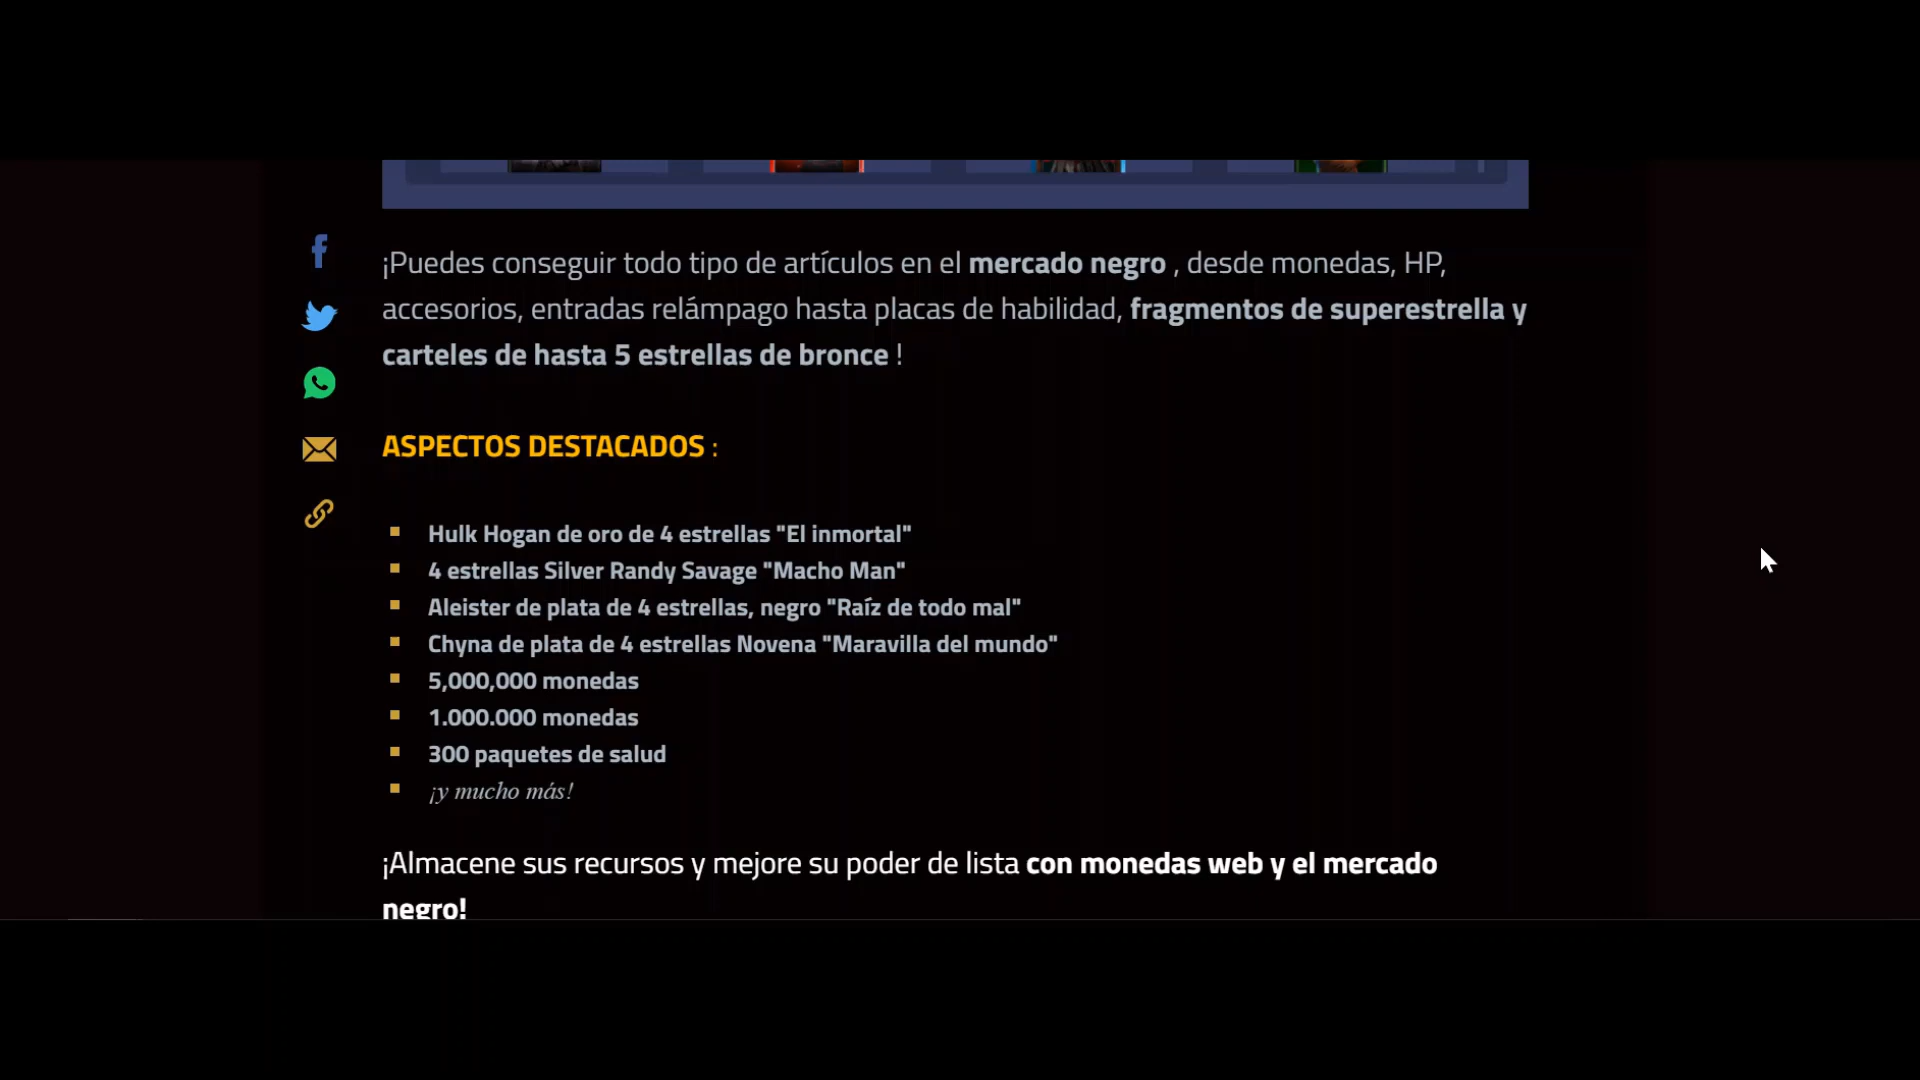 ¡Puedes conseguir todo tipo de artículos en el mercado negro , desde monedas, HP,
accesorios, entradas relámpago hasta placas de habilidad, fragmentos de superestrella y
carteles de hasta 5 estrellas de bronce !
ASPECTOS DESTACADOS :
Hulk Hogan de oro de 4 estrellas "El inmortal"
4 estrellas Silver Randy Savage "Macho Man"
Aleister de plata de 4 estrellas, negro "Raíz de todo mal"
Chyna de plata de 4 estrellas Novena "Maravilla del mundo"
5,000,000 monedas
1.000.000 monedas
300 paquetes de salud
¡y mucho más!
¡Almacene sus recursos y mejore su poder de lista con monedas web y el mercado
negro!